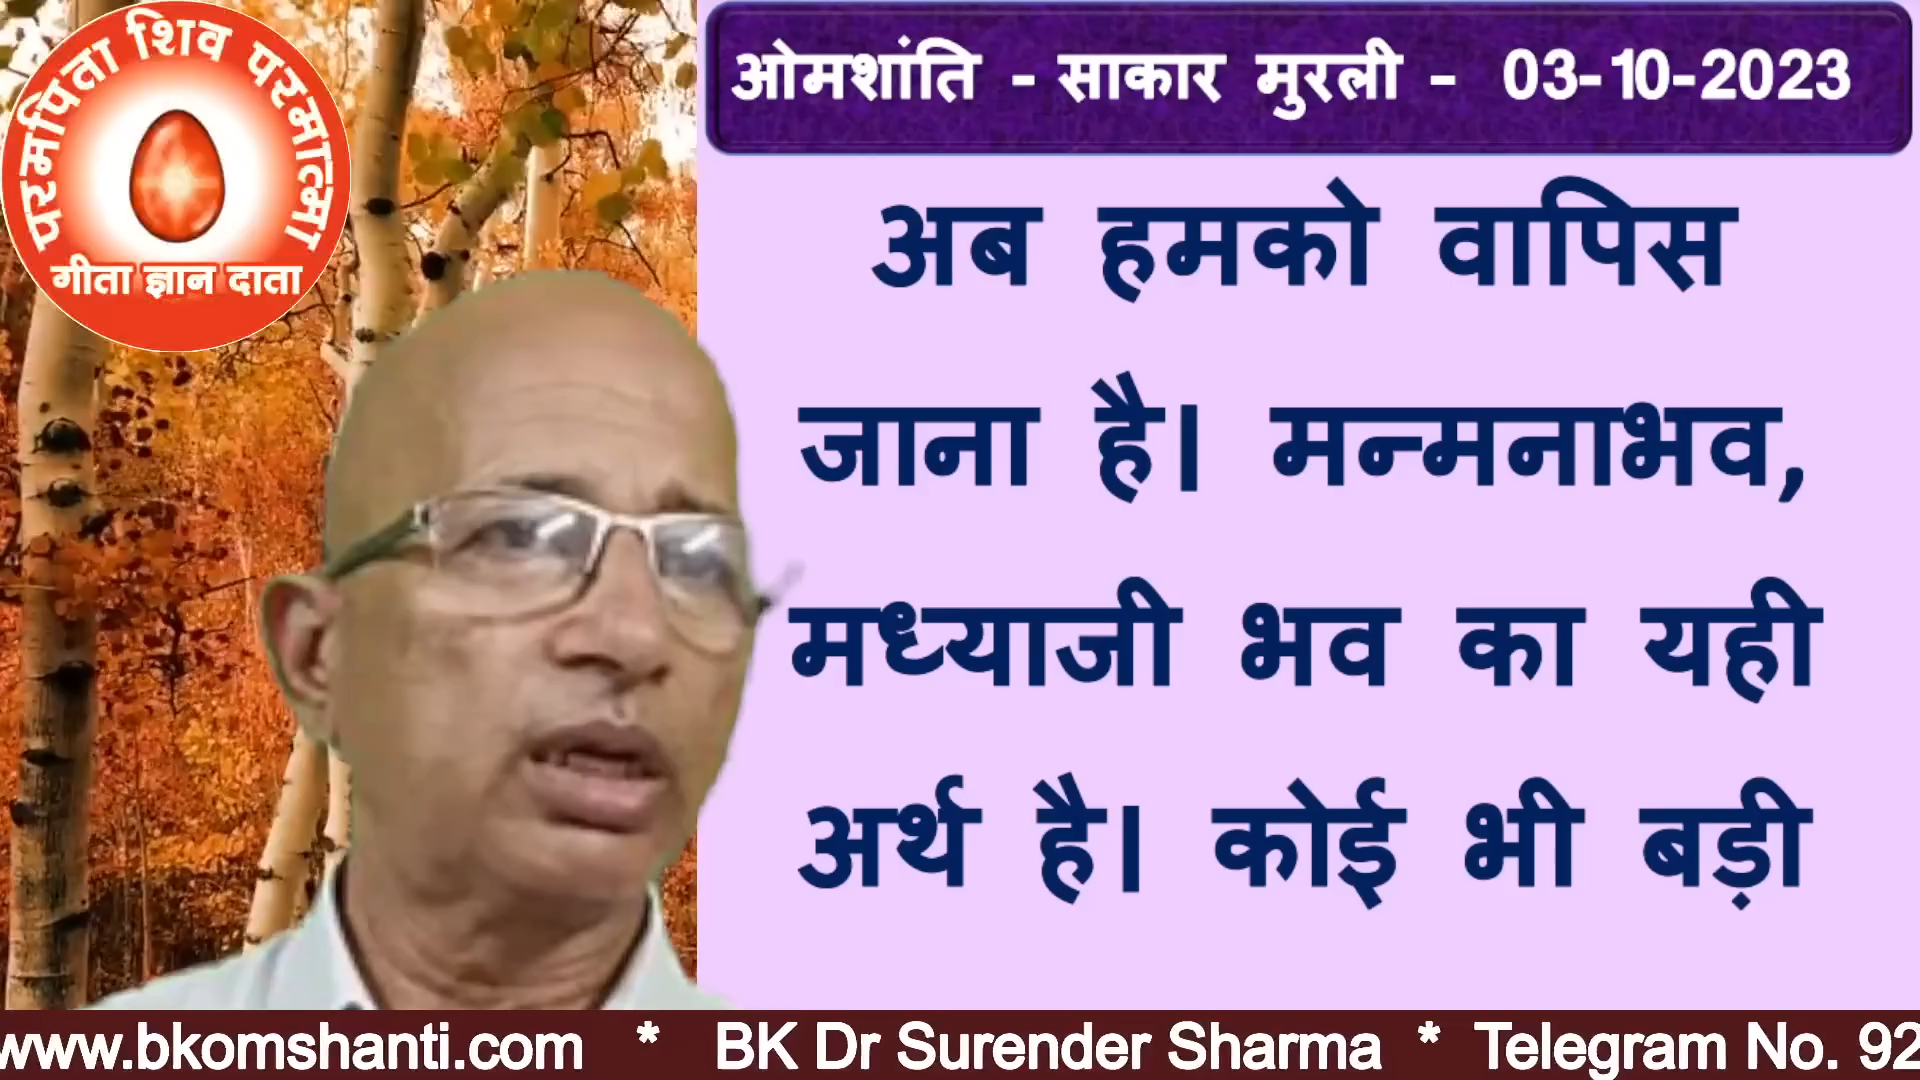 परमपिता शिव परमात्मा
गीता ज्ञान दाता
ओमशांति - साकार मुरली - 03-10-2023
अब हमको वापिस
जाना है। मन्मनाभव,
मध्याजी भव का यही
अर्थ है। कोई भी बड़ी
www.bkomshanti.com * BK Dr Surender Sharma * Telegram No. 92